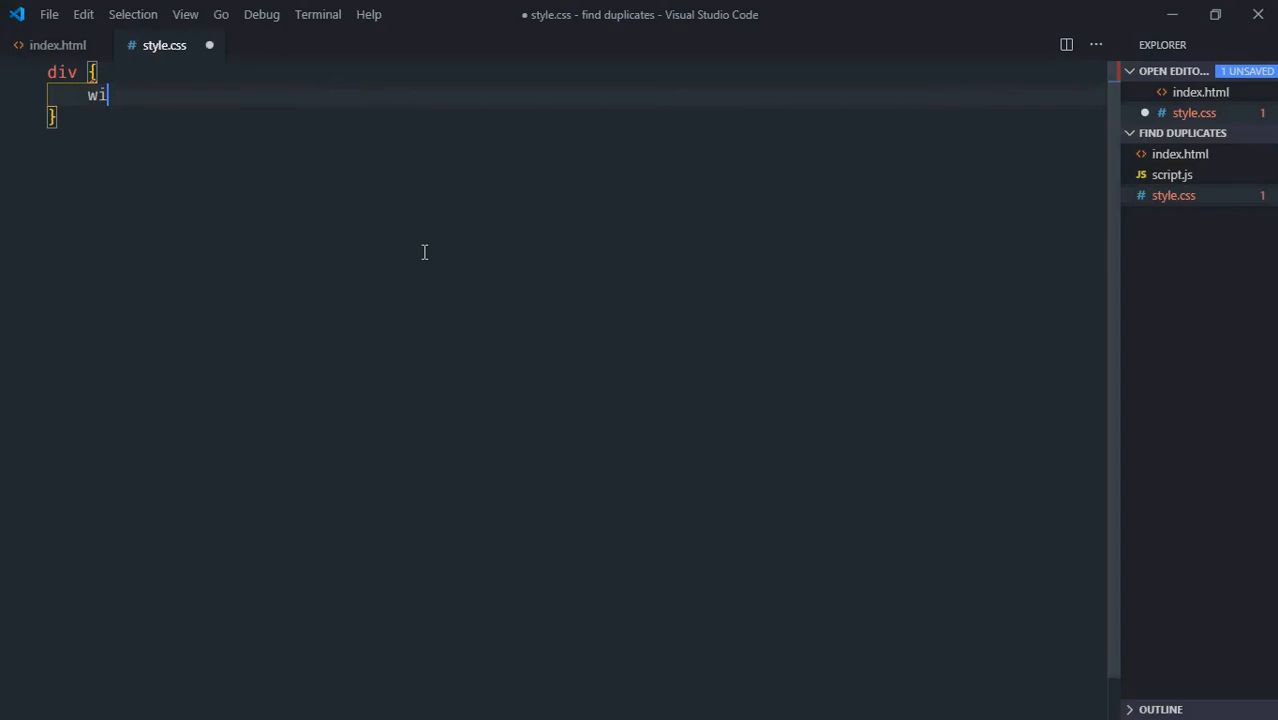 File Edit Selection View Go Debug Terminal Help
● style.css - find duplicates - Visual Studio Code
index.html
style.css
EXPLORER
div {
wi
}
OPEN EDITO... 1 UNSAVED
index.html
style.css 1
FIND DUPLICATES
index.html
JS script.js
# style.css 1
OUTLINE